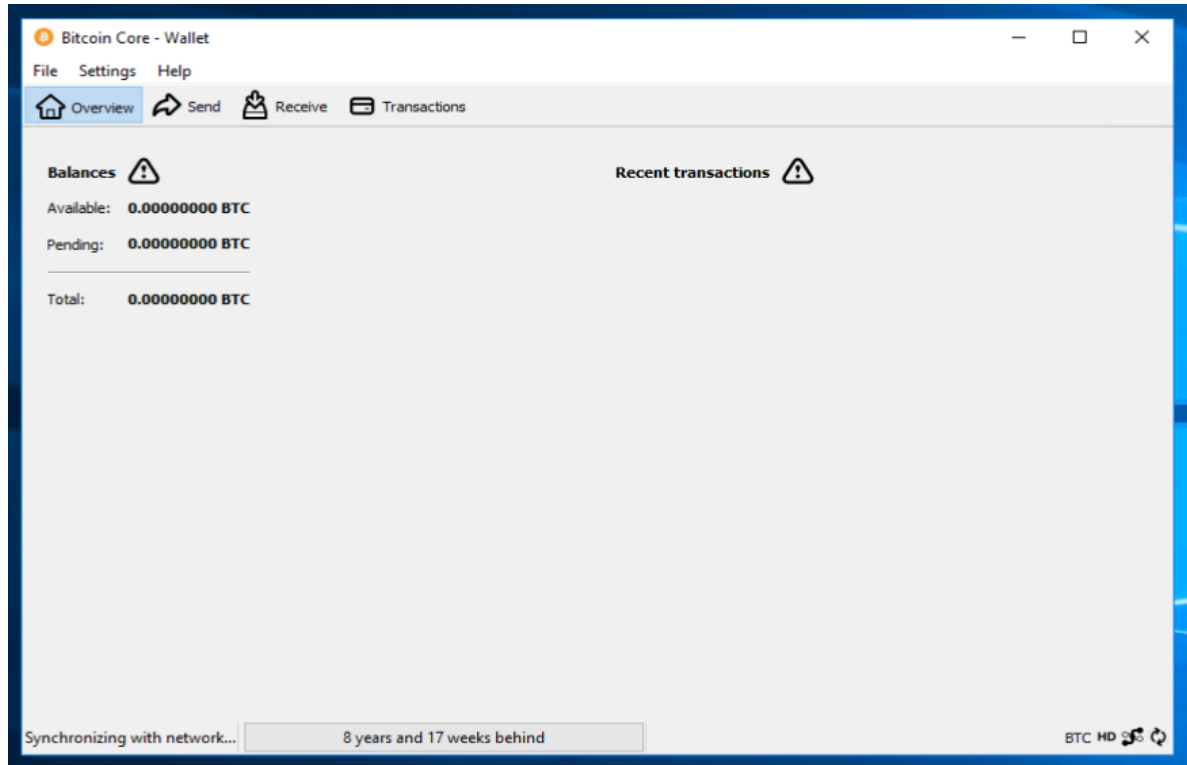 Bitcoin Core - Wallet
File Settings Help
Overview Send Receive Transactions
Balances Recent transactions
Available: 0.00000000 BTC
Pending: 0.00000000 BTC
Total: 0.00000000 BTC
Synchronizing with network... 8 years and 17 weeks behind BTC HD